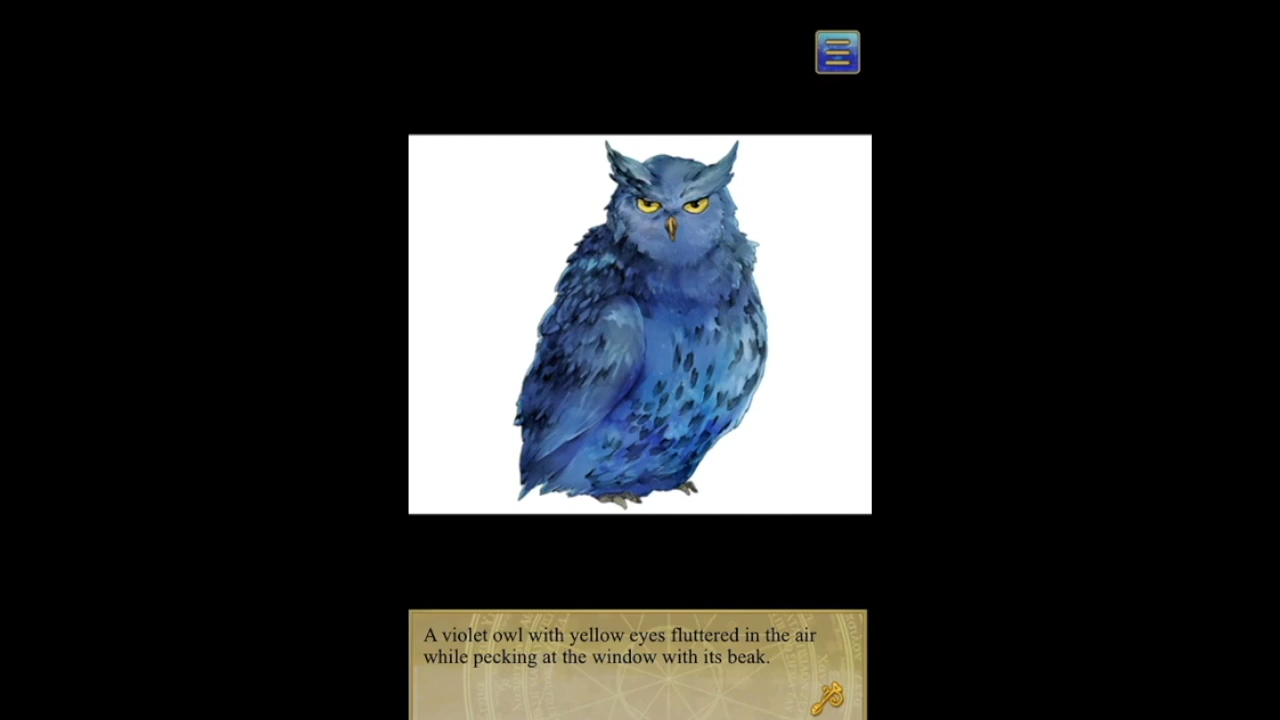 A violet owl with yellow eyes fluttered in the air
while pecking at the window with its beak.